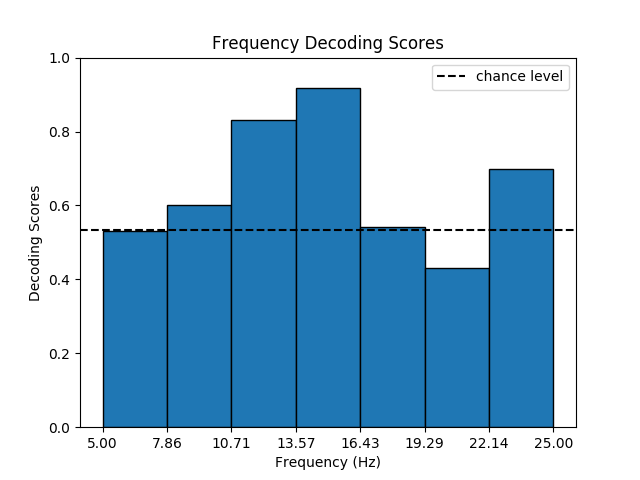 Frequency Decoding Scores
chance level
1.0
0.8
0.6
0.4
0.2
0.0
Decoding Scores
5.00 7.86 10.71 13.57 16.43 19.29 22.14 25.00
Frequency (Hz)